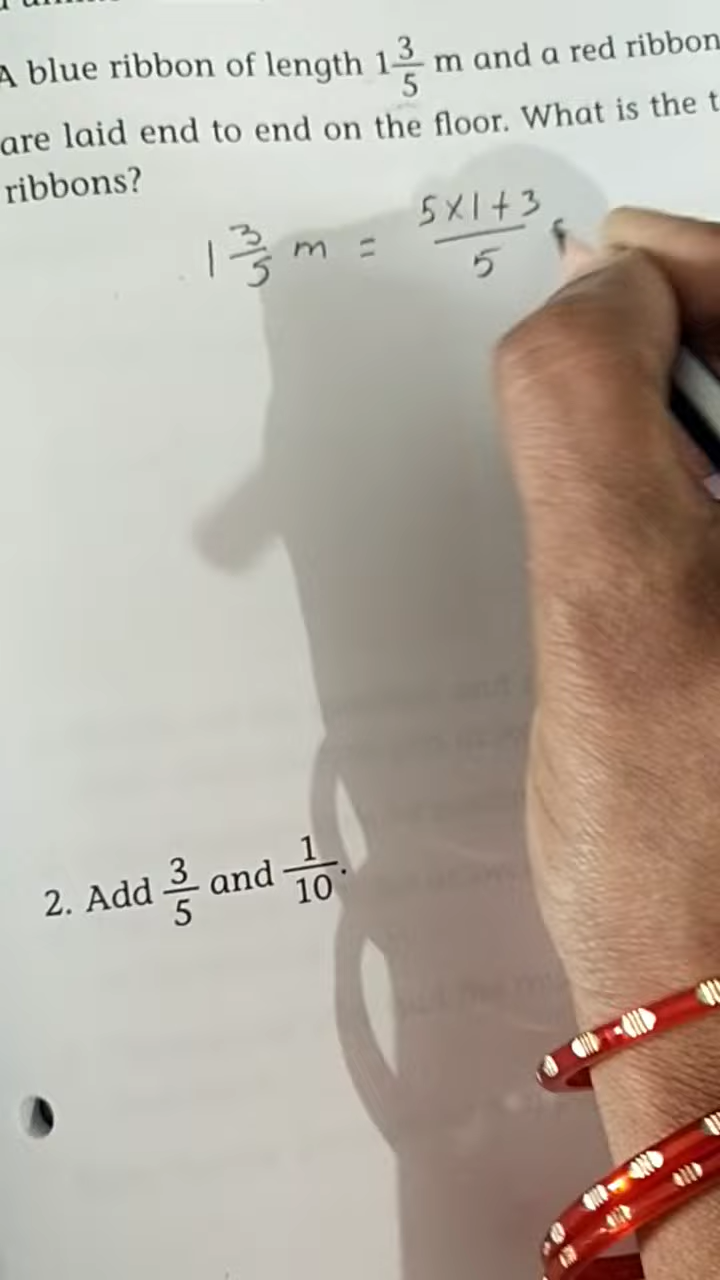 A blue ribbon of length 1 3/5 m and a red ribbon
are laid end to end on the floor. What is the
ribbons?
1 3/5 m = 5×1+3/5
2. Add 3/5 and 1/10.